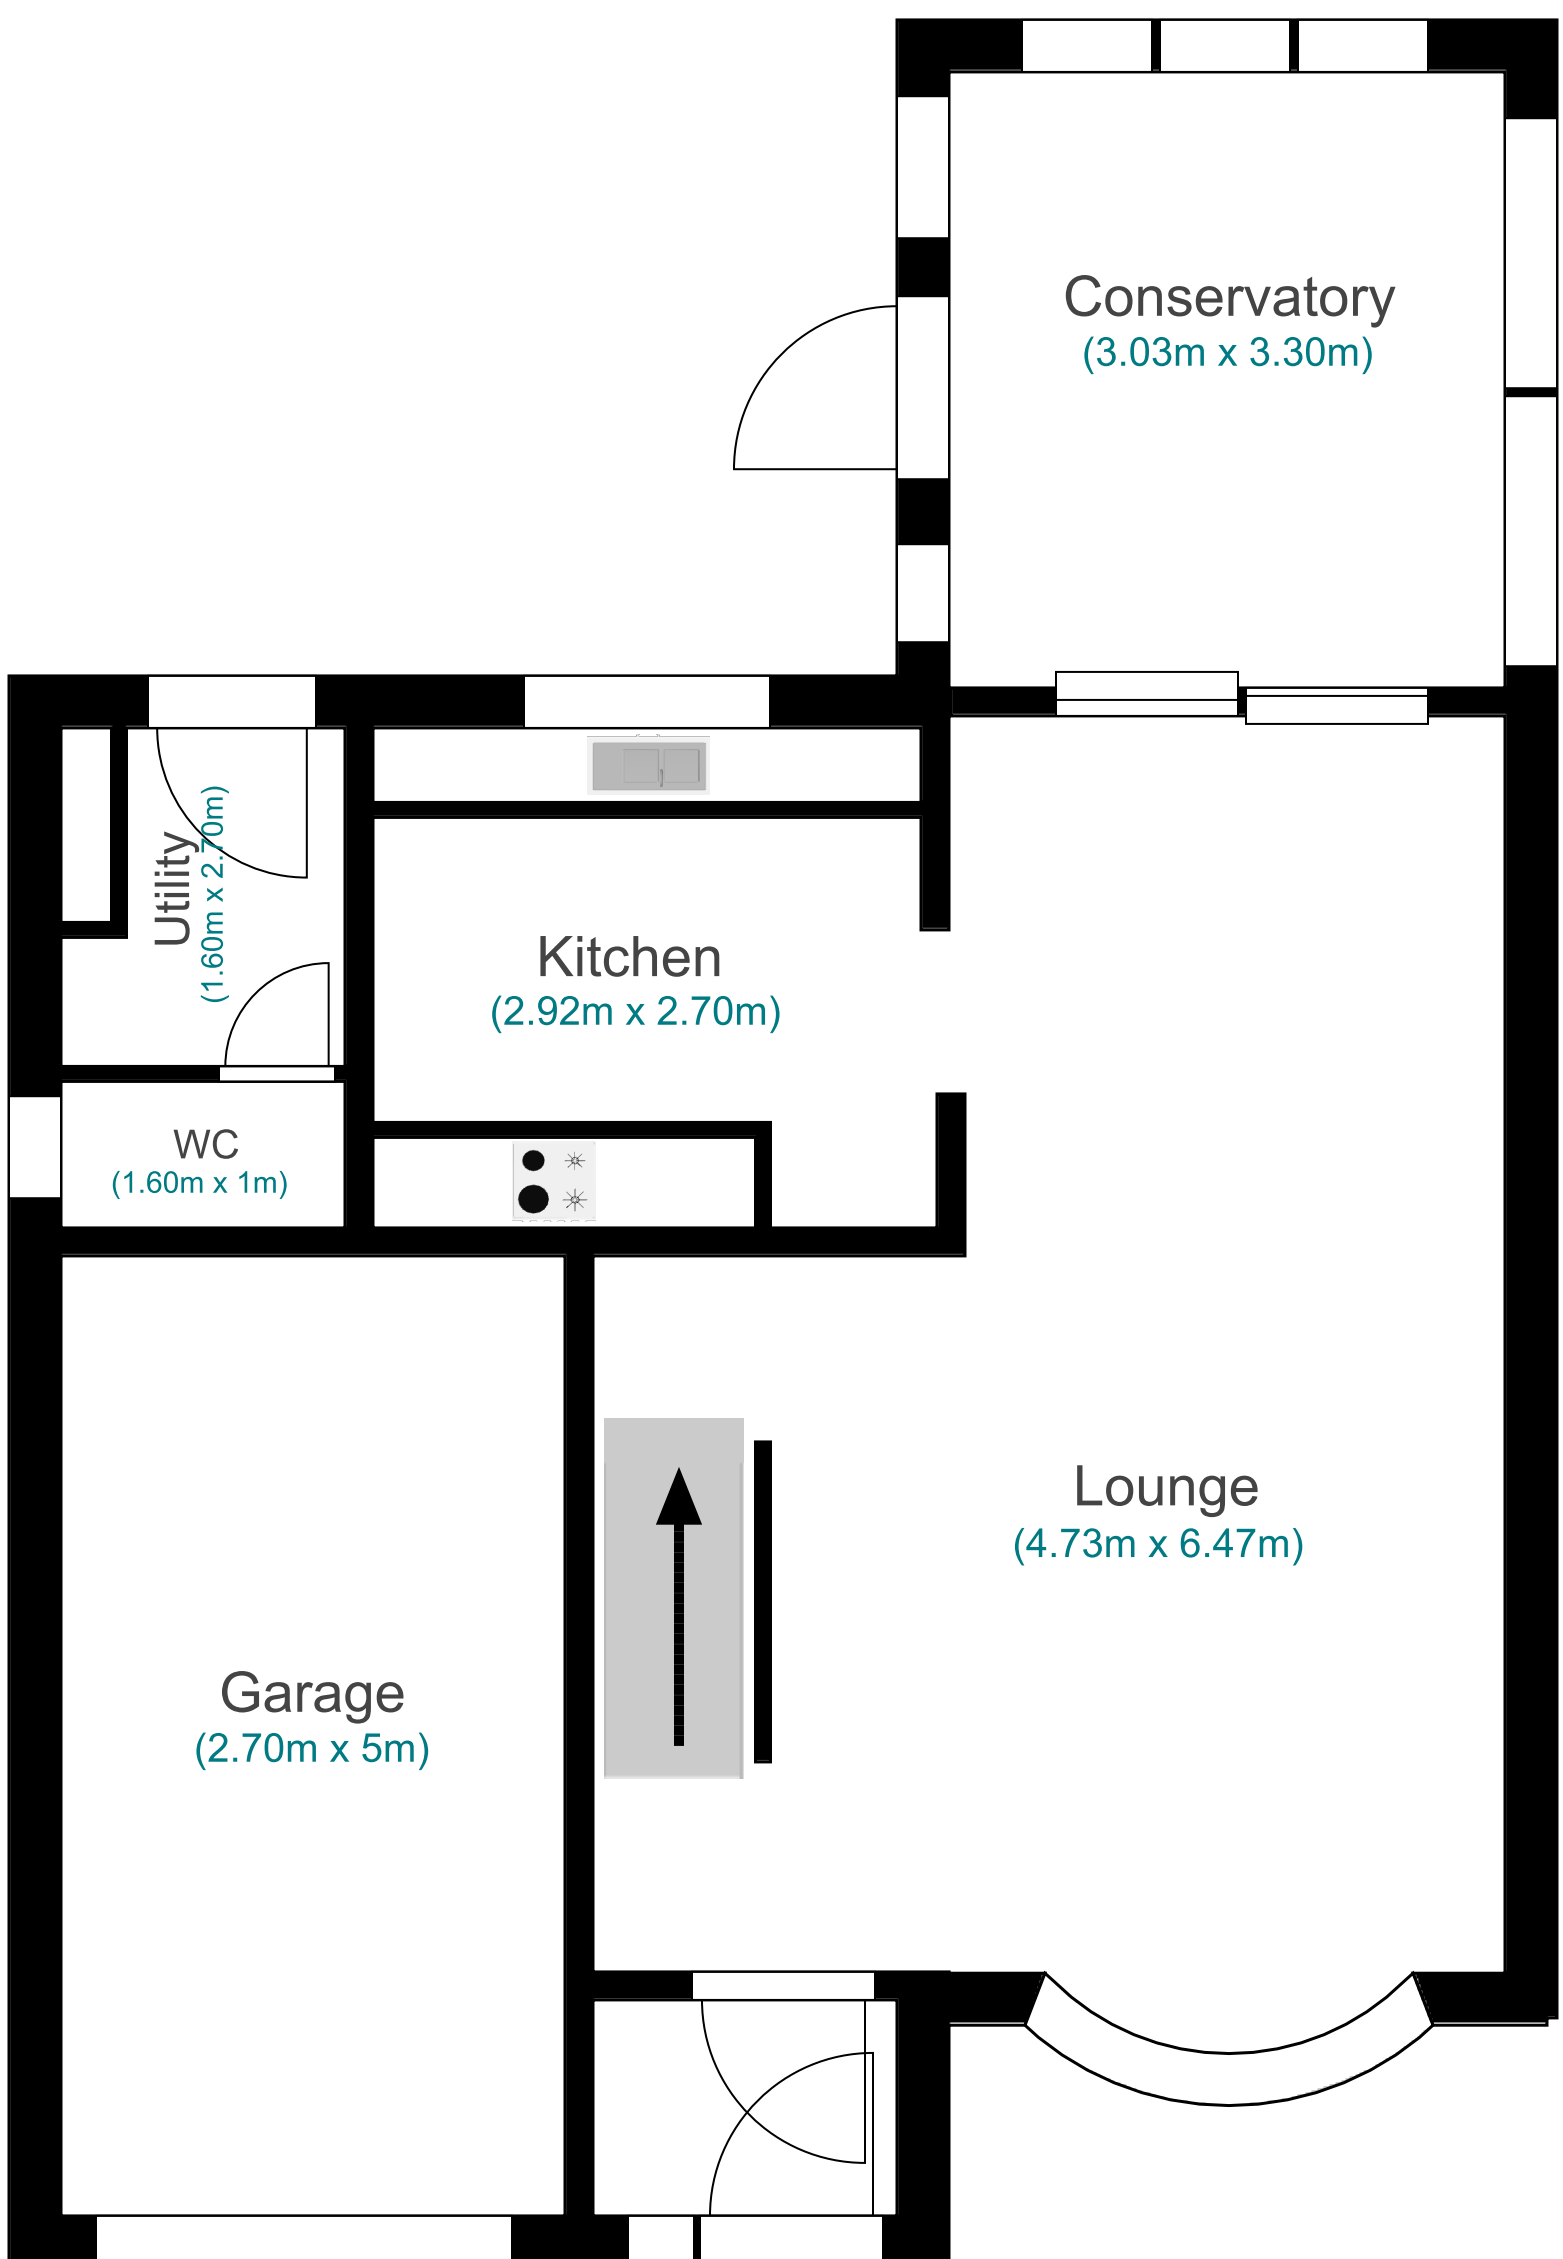 Conservatory
(3.03m x 3.30m)
Utility
(1.60m x 2.70m)
Kitchen
(2.92m x 2.70m)
WC
(1.60m x 1m)
Lounge
(4.73m x 6.47m)
Garage
(2.70m x 5m)